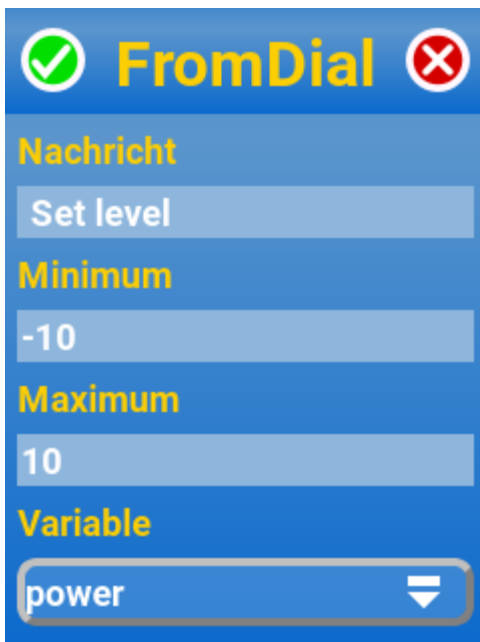 FromDial
Nachricht
Set level
Minimum
-10
Maximum
10
Variable
power